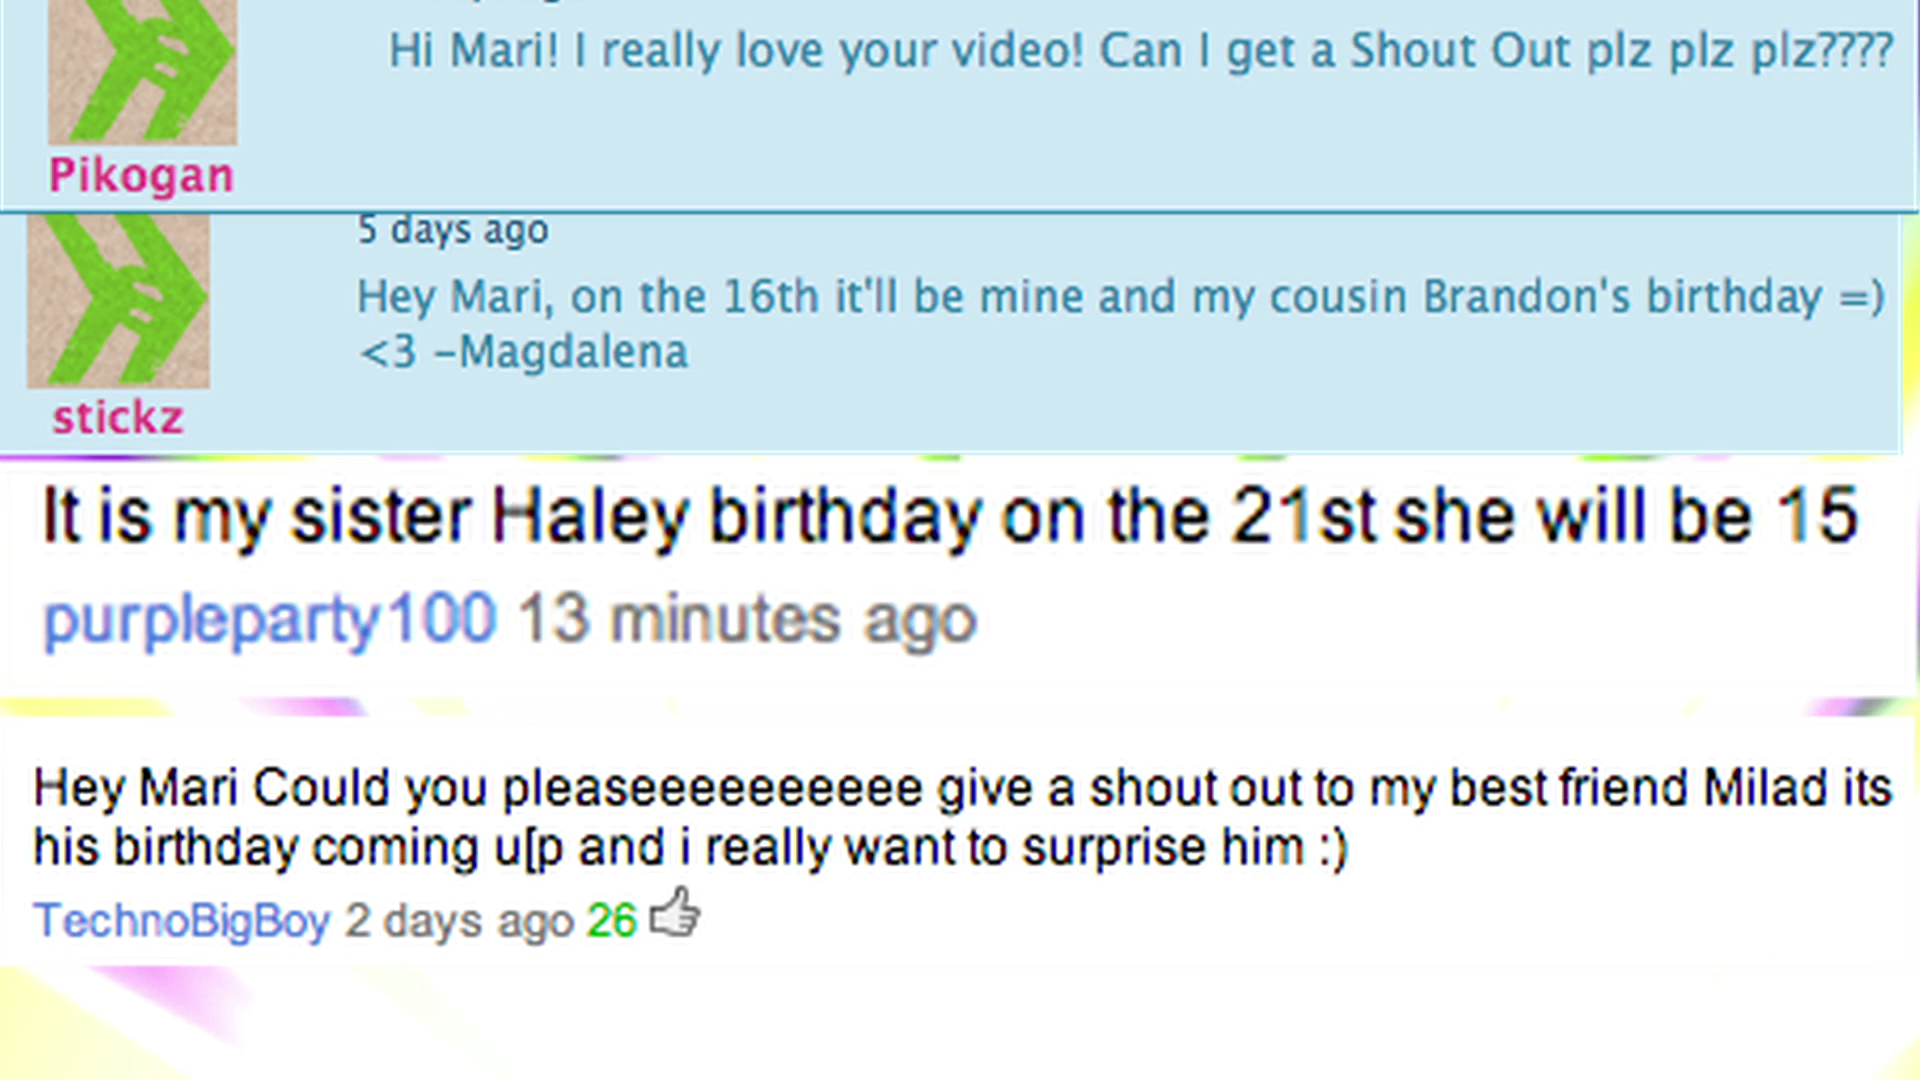 Hi Mari! I really love your video! Can I get a Shout Out plz plz plz????
Pikogan
5 days ago
Hey Mari, on the 16th it'll be mine and my cousin Brandon's birthday =)
<3 -Magdalena
stickz
It is my sister Haley birthday on the 21st she will be 15
purpleparty100 13 minutes ago
Hey Mari Could you pleaseeeeeeeeeee give a shout out to my best friend Milad its
his birthday coming u[p and i really want to surprise him :)
TechnoBigBoy 2 days ago 26